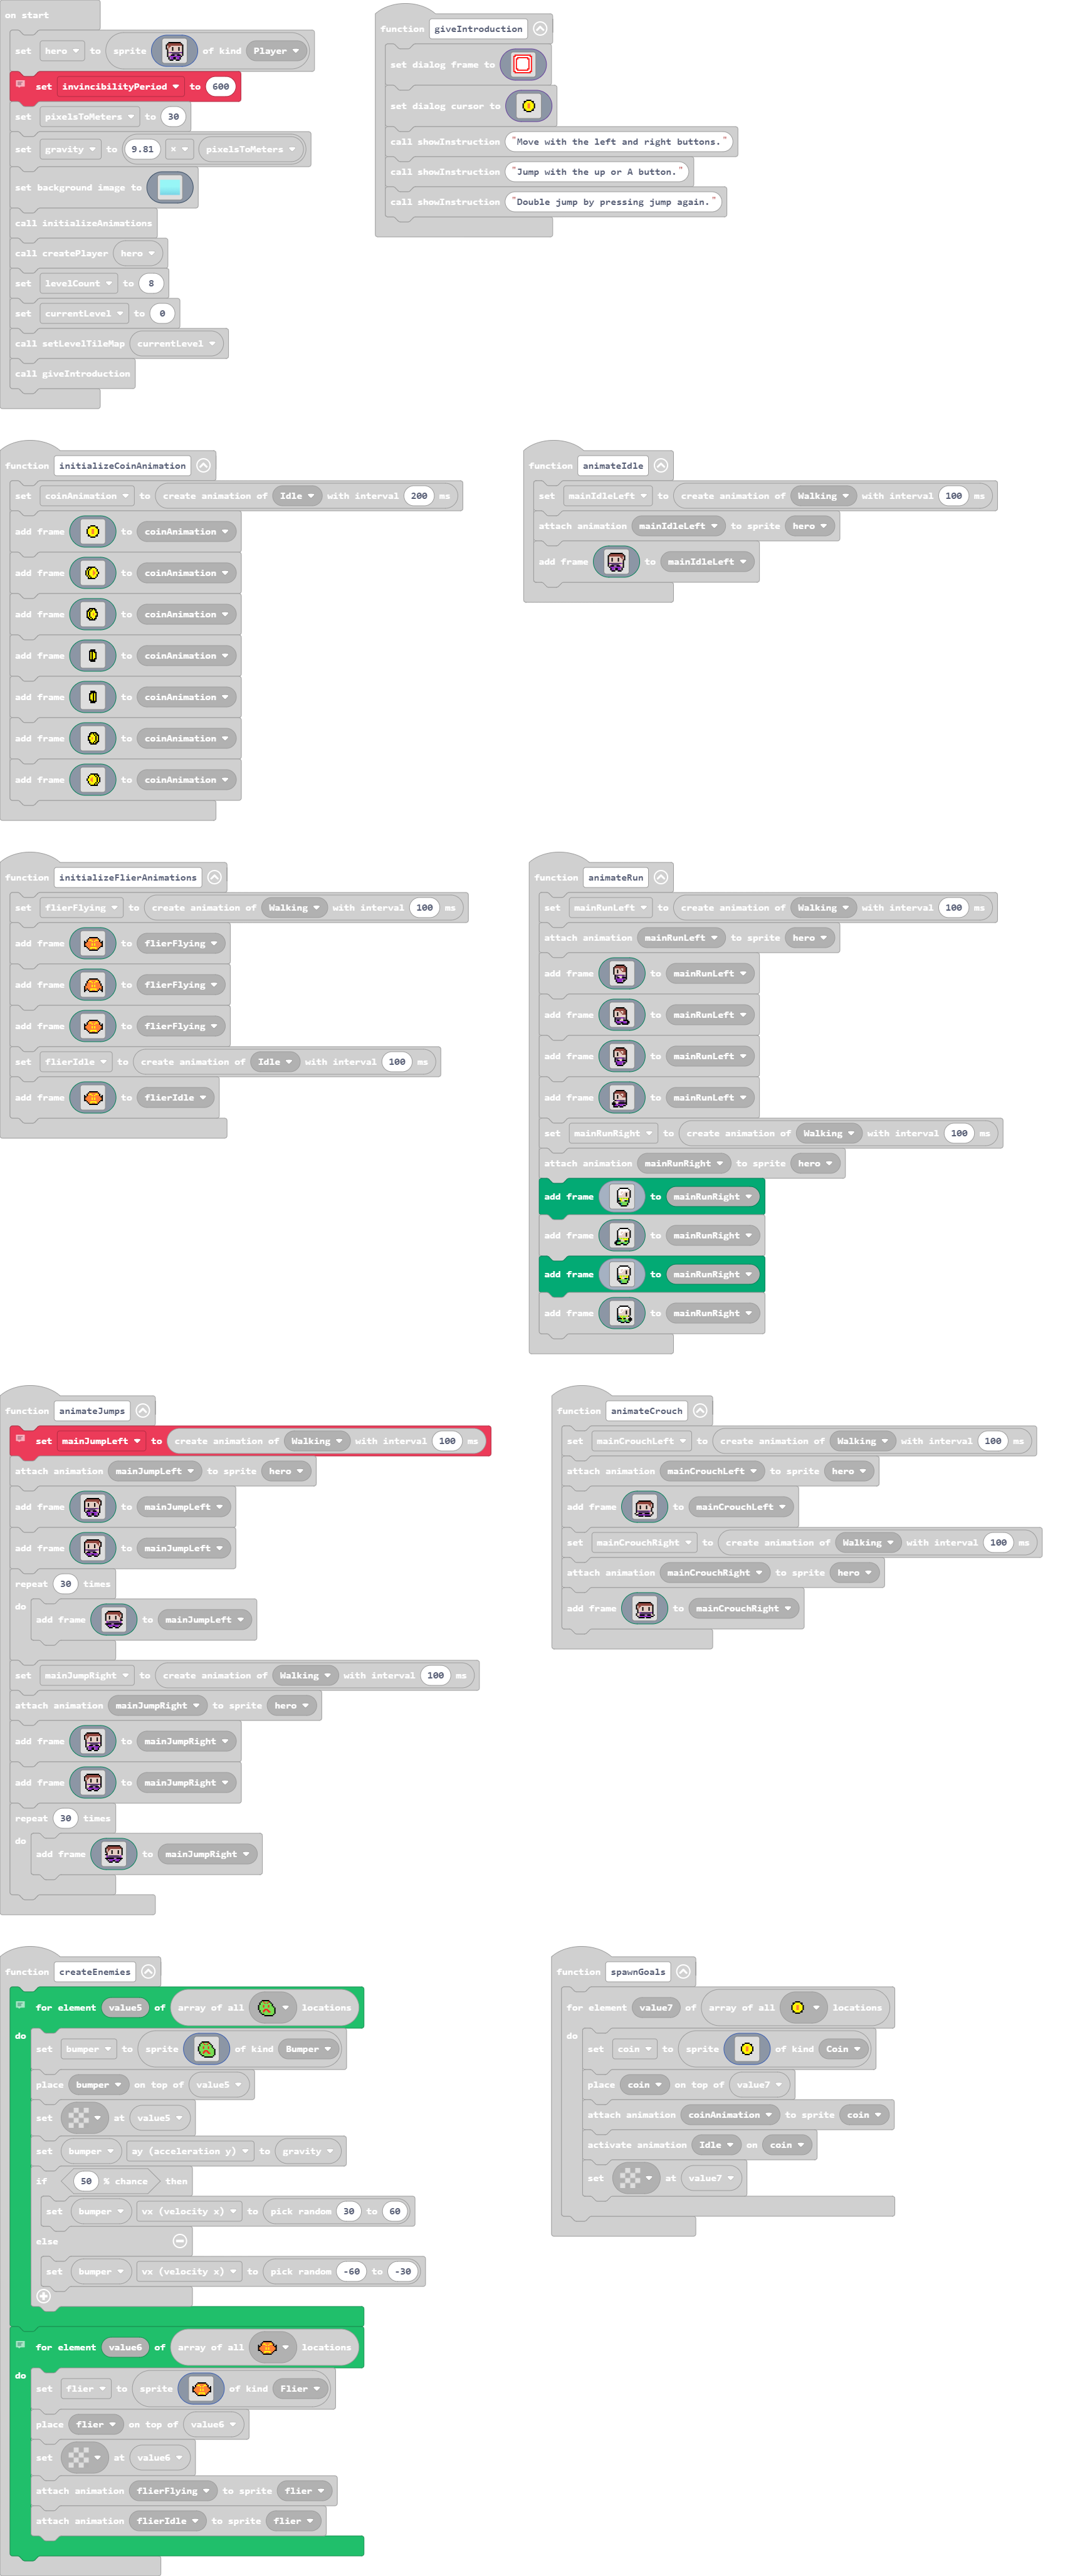 on start
set hero to sprite of kind Player
set invincibilityPeriod to 600
set pixelsToMeters to 30
set gravity to 9.81 × pixelsToMeters
set background image to
call initializeAnimations
call createPlayer hero
set levelCount to 8
set currentLevel to 0
call setLevelTileMap currentLevel
call giveIntroduction
function giveIntroduction
set dialog frame to
set dialog cursor to
call showInstruction "Move with the left and right buttons."
call showInstruction "Jump with the up or A button."
call showInstruction "Double jump by pressing jump again."
function initializeCoinAnimation
set coinAnimation to create animation of Idle with interval 200 ms
add frame to coinAnimation
add frame to coinAnimation
add frame to coinAnimation
add frame to coinAnimation
add frame to coinAnimation
add frame to coinAnimation
add frame to coinAnimation
function animateIdle
set mainIdleLeft to create animation of Walking with interval 100 ms
attach animation mainIdleLeft to sprite hero
add frame to mainIdleLeft
function initializeFlierAnimations
set flierFlying to create animation of Walking with interval 100 ms
add frame to flierFlying
add frame to flierFlying
add frame to flierFlying
set flierIdle to create animation of Idle with interval 100 ms
add frame to flierIdle
function animateRun
set mainRunLeft to create animation of Walking with interval 100 ms
attach animation mainRunLeft to sprite hero
add frame to mainRunLeft
add frame to mainRunLeft
add frame to mainRunLeft
add frame to mainRunLeft
set mainRunRight to create animation of Walking with interval 100 ms
attach animation mainRunRight to sprite hero
add frame to mainRunRight
add frame to mainRunRight
add frame to mainRunRight
add frame to mainRunRight
function animateJumps
set mainJumpLeft to create animation of Walking with interval 100 ms
attach animation mainJumpLeft to sprite hero
add frame to mainJumpLeft
add frame to mainJumpLeft
repeat 30 times
do
add frame to mainJumpLeft
set mainJumpRight to create animation of Walking with interval 100 ms
attach animation mainJumpRight to sprite hero
add frame to mainJumpRight
add frame to mainJumpRight
repeat 30 times
do
add frame to mainJumpRight
function animateCrouch
set mainCrouchLeft to create animation of Walking with interval 100 ms
attach animation mainCrouchLeft to sprite hero
add frame to mainCrouchLeft
set mainCrouchRight to create animation of Walking with interval 100 ms
attach animation mainCrouchRight to sprite hero
add frame to mainCrouchRight
function createEnemies
for element value5 of array of all locations
do
set bumper to sprite of kind Bumper
place bumper on top of value5
set at value5
set bumper ay (acceleration y) to gravity
if 50 % chance then
set bumper vx (velocity x) to pick random 30 to 60
else
set bumper vx (velocity x) to pick random -60 to -30
for element value6 of array of all locations
do
set flier to sprite of kind Flier
place flier on top of value6
set at value6
attach animation flierFlying to sprite flier
attach animation flierIdle to sprite flier
function spawnGoals
for element value7 of array of all locations
do
set coin to sprite of kind Coin
place coin on top of value7
attach animation coinAnimation to sprite coin
activate animation Idle on coin
set at value7